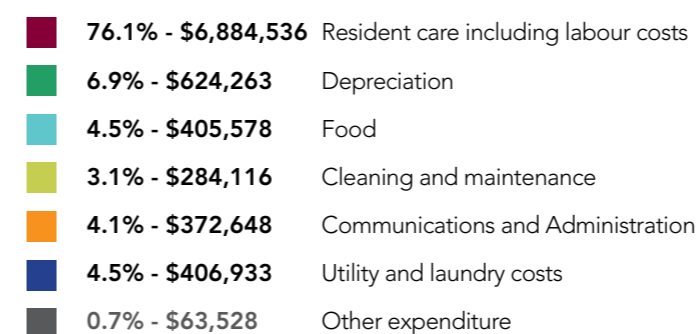 76.1% - $6,884,536 Resident care including labour costs
6.9% - $624,263 Depreciation
4.5% - $405,578 Food
3.1% - $284,116 Cleaning and maintenance
4.1% - $372,648 Communications and Administration
4.5% - $406,933 Utility and laundry costs
0.7% - $63,528 Other expenditure